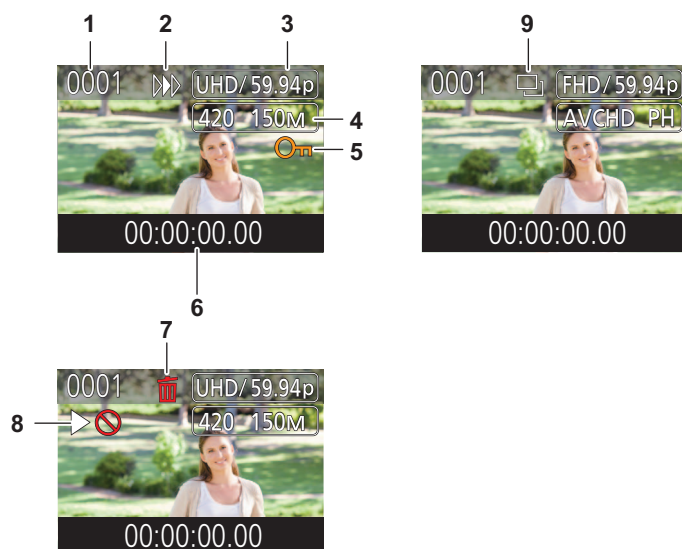 1 2 3
0001 UHD/59.94p
420 150M 4
5
00:00:00.00
6
9
0001 FHD/59.94p
AVCHD PH
00:00:00.00
7
0001 UHD/59.94p
8 420 150M
00:00:00.00